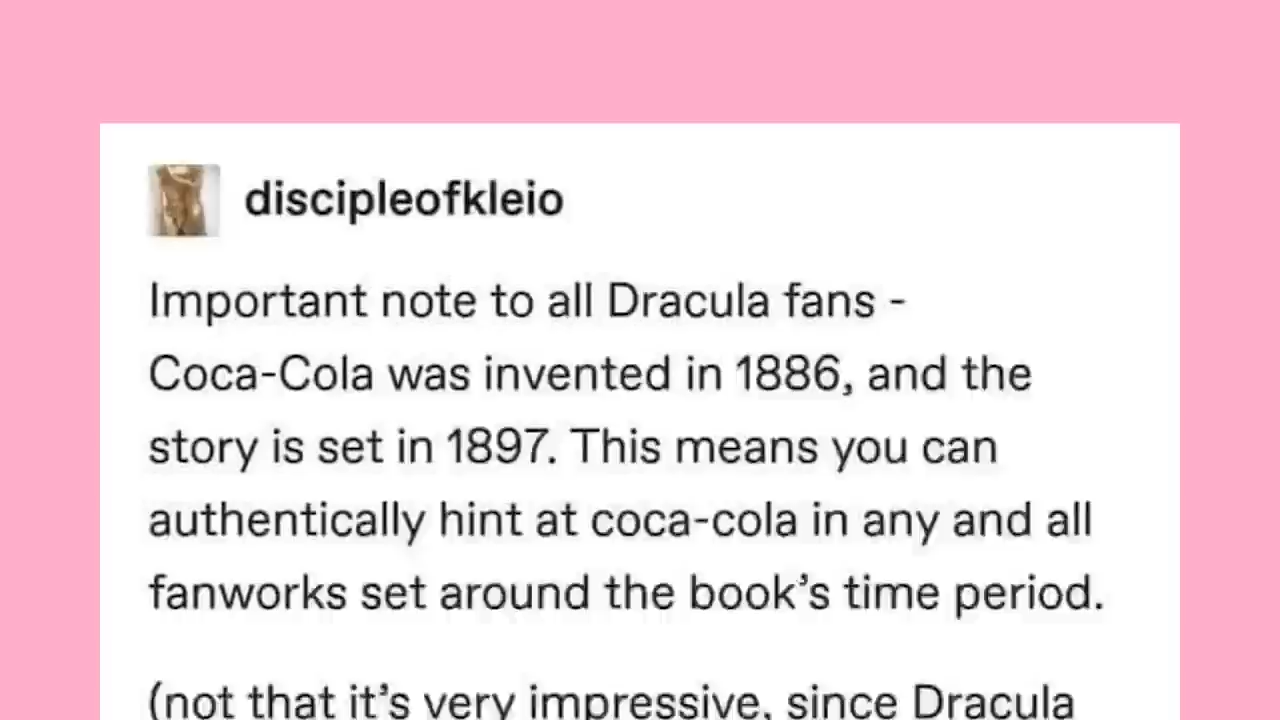 discipleofkleio
Important note to all Dracula fans -
Coca-Cola was invented in 1886, and the
story is set in 1897. This means you can
authentically hint at coca-cola in any and all
fanworks set around the book’s time period.
(not that it’s very impressive, since Dracula